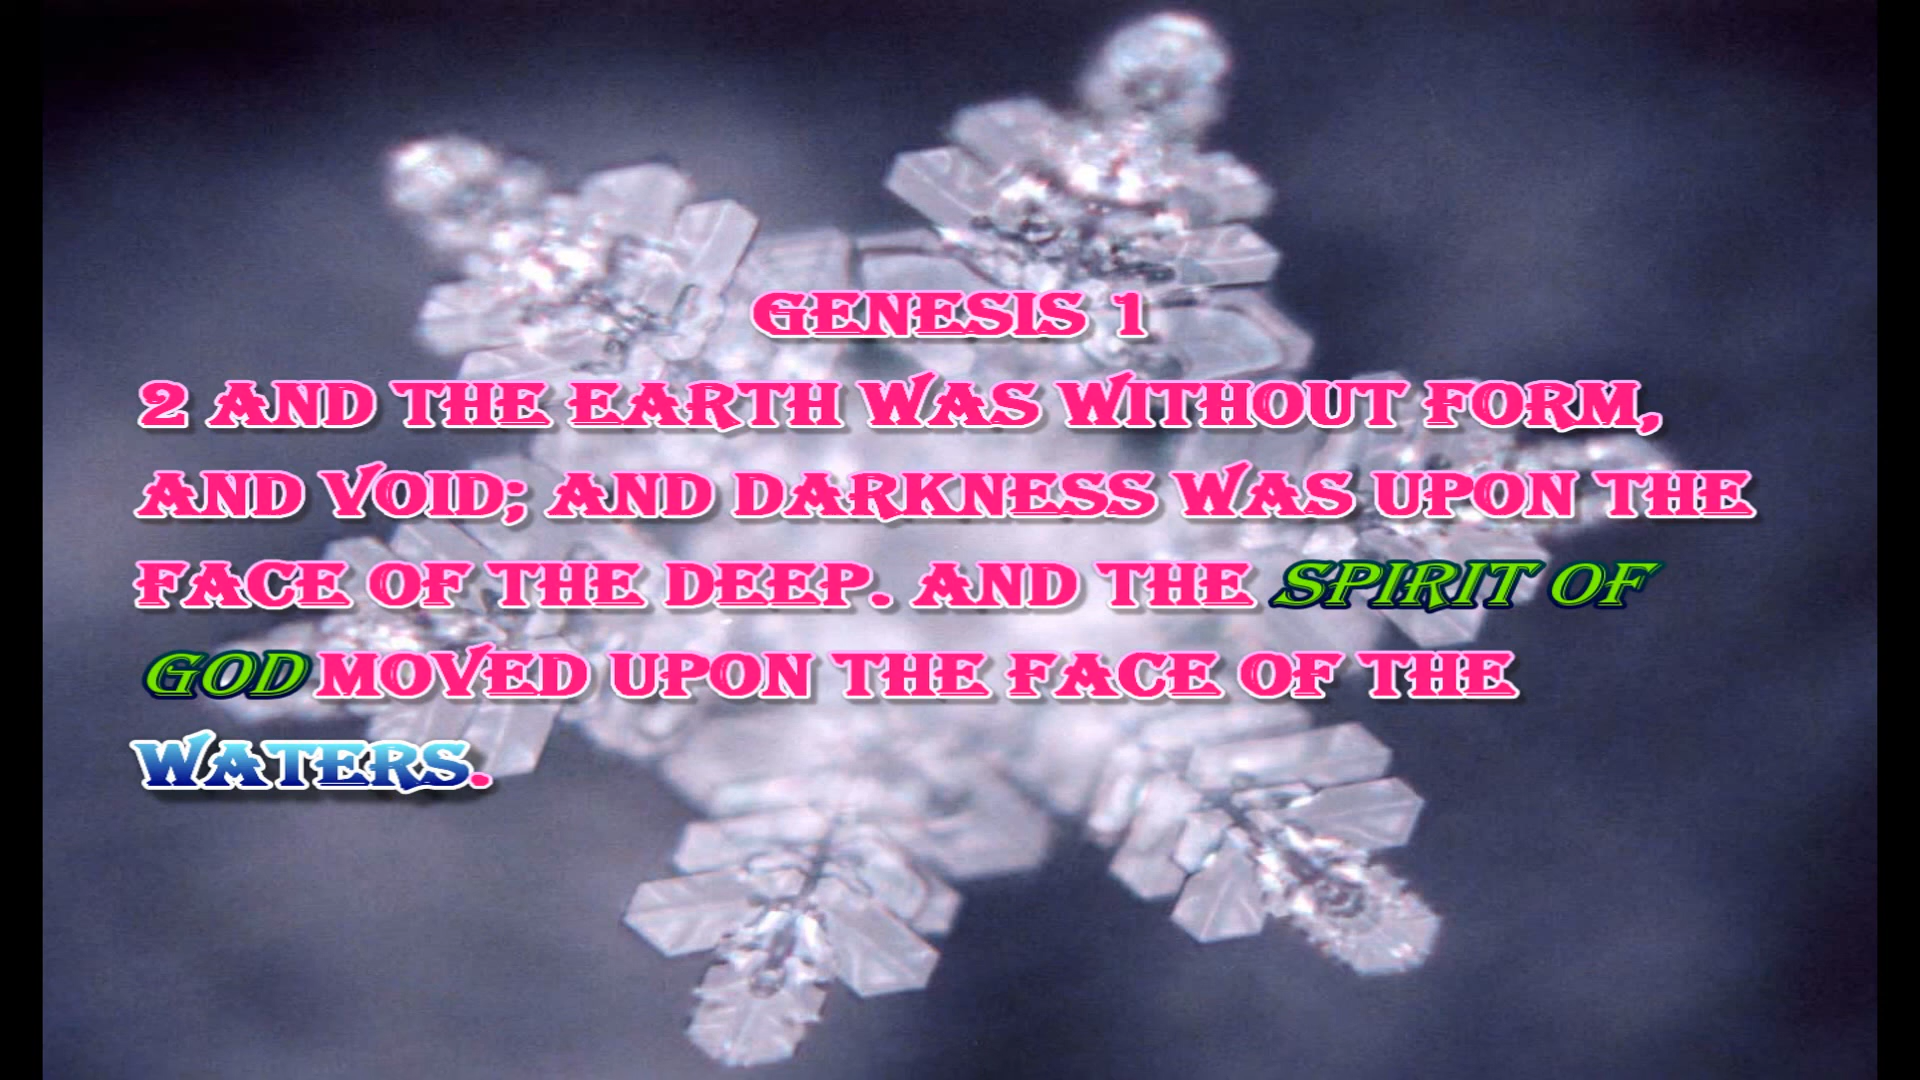 GENESIS 1
2 AND THE EARTH WAS WITHOUT FORM,
AND VOID; AND DARKNESS WAS UPON THE
FACE OF THE DEEP. AND THE SPIRIT OF
GOD MOVED UPON THE FACE OF THE
WATERS.